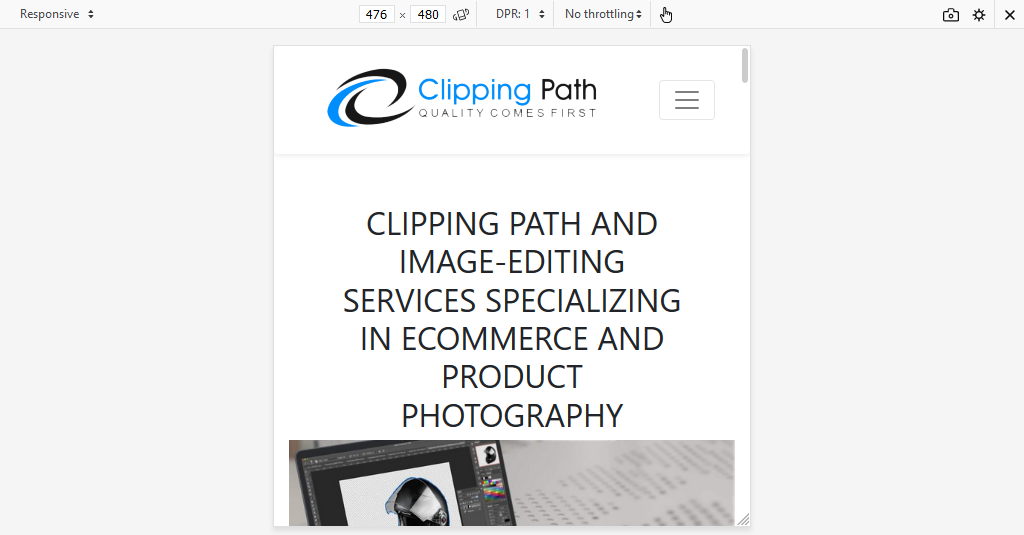 Responsive 476 × 480 DPR: 1 No throttling
Clipping Path
QUALITY COMES FIRST
CLIPPING PATH AND
IMAGE-EDITING
SERVICES SPECIALIZING
IN ECOMMERCE AND
PRODUCT
PHOTOGRAPHY